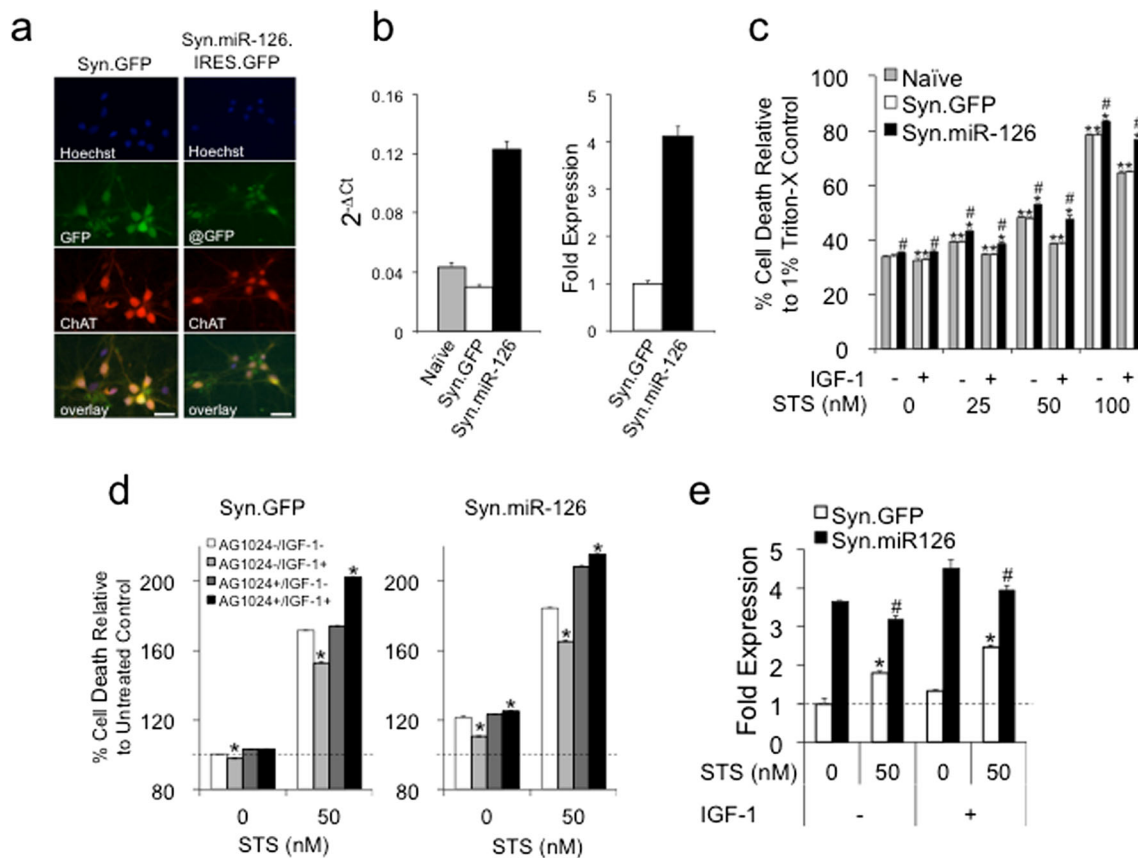 a
Syn.GFP
Syn.miR-126.
IRES.GFP
Hoechst
Hoechst
GFP
@GFP
ChAT
ChAT
overlay
overlay
b
0.16
0.12
0.08
0.04
0
2-ΔCt
Naïve
Syn.GFP
Syn.miR-126
5
4
3
2
1
0
Fold Expression
Syn.GFP
Syn.miR-126
c
Naïve
Syn.GFP
Syn.miR-126
100
80
60
40
20
0
% Cell Death Relative
to 1% Triton-X Control
# # # # # # # #
IGF-1 - + - + - + - +
STS (nM) 0 25 50 100
d
Syn.GFP
AG1024-/IGF-1-
AG1024-/IGF-1+
AG1024+/IGF-1-
AG1024+/IGF-1+
200
160
120
80
% Cell Death Relative
to Untreated Control
* * *
0 50
STS (nM)
Syn.miR-126
200
160
120
80
* * * *
0 50
STS (nM)
e
Syn.GFP
Syn.miR126
5
4
3
2
1
0
Fold Expression
* # * #
STS (nM) 0 50 0 50
IGF-1 - +